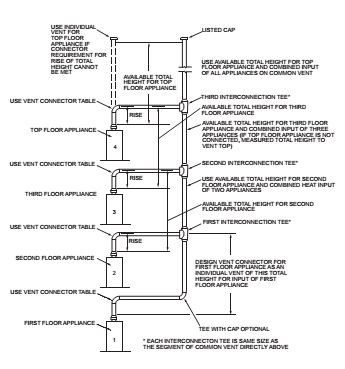 USE INDIVIDUAL
VENT FOR
TOP FLOOR
APPLIANCE IF
CONNECTOR
REQUIREMENT FOR
RISE OF TOTAL
HEIGHT CANNOT
BE MET
LISTED CAP
AVAILABLE TOTAL
HEIGHT FOR TOP
FLOOR APPLIANCE
USE AVAILABLE TOTAL HEIGHT FOR TOP
FLOOR APPLIANCE AND COMBINED INPUT
OF ALL APPLIANCES ON COMMON VENT
USE VENT CONNECTOR TABLE
THIRD INTERCONNECTION TEE*
RISE
AVAILABLE TOTAL HEIGHT FOR THIRD
FLOOR APPLIANCE
TOP FLOOR APPLIANCE
4
AVAILABLE TOTAL HEIGHT FOR THIRD FLOOR
APPLIANCE AND COMBINED INPUT OF THREE
APPLIANCES (IF TOP FLOOR APPLIANCE IS NOT
CONNECTED, MEASURED TOTAL HEIGHT TO
VENT TOP)
USE VENT CONNECTOR TABLE
SECOND INTERCONNECTION TEE*
RISE
USE AVAILABLE TOTAL HEIGHT FOR SECOND
FLOOR APPLIANCE AND COMBINED HEAT INPUT
OF TWO APPLIANCES
THIRD FLOOR APPLIANCE
3
AVAILABLE TOTAL HEIGHT FOR SECOND
FLOOR APPLIANCE
USE VENT CONNECTOR TABLE
FIRST INTERCONNECTION TEE*
RISE
SECOND FLOOR APPLIANCE
2
DESIGN VENT CONNECTOR FOR
FIRST FLOOR APPLIANCE AS AN
INDIVIDUAL VENT OF THIS TOTAL
HEIGHT FOR INPUT OF FIRST
FLOOR APPLIANCE
USE VENT CONNECTOR TABLE
FIRST FLOOR APPLIANCE
1
TEE WITH CAP OPTIONAL
* EACH INTERCONNECTON TEE IS SAME SIZE AS
THE SEGMENT OF COMMON VENT DIRECTLY ABOVE